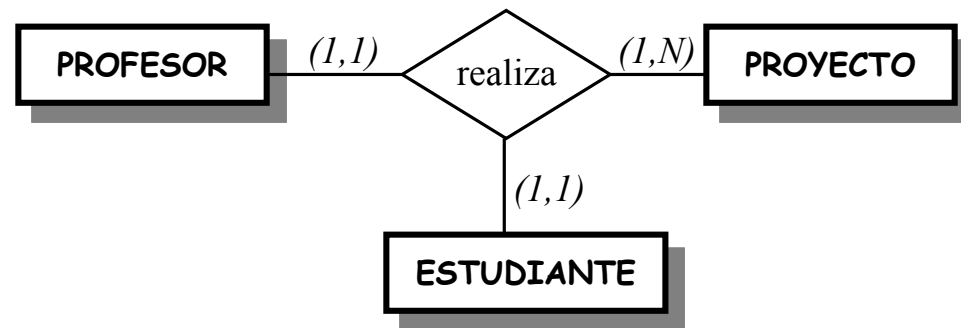 PROFESOR (1,1) realiza (1,N) PROYECTO
(1,1)
ESTUDIANTE